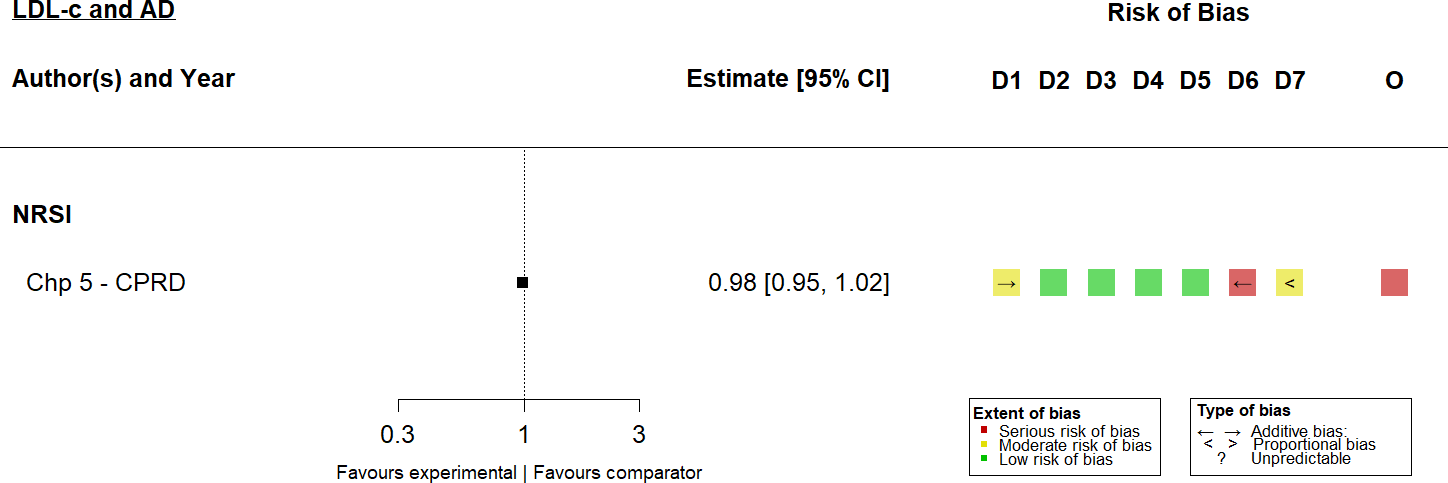 LDL-c and AD
Risk of Bias
Author(s) and Year Estimate [95% CI] D1 D2 D3 D4 D5 D6 D7 O
NRSI
Chp 5 - CPRD 0.98 [0.95, 1.02] → ← <
0.3 1 3
Favours experimental | Favours comparator
Extent of bias
Serious risk of bias
Moderate risk of bias
Low risk of bias
Type of bias
← → Additive bias:
< > Proportional bias
? Unpredictable